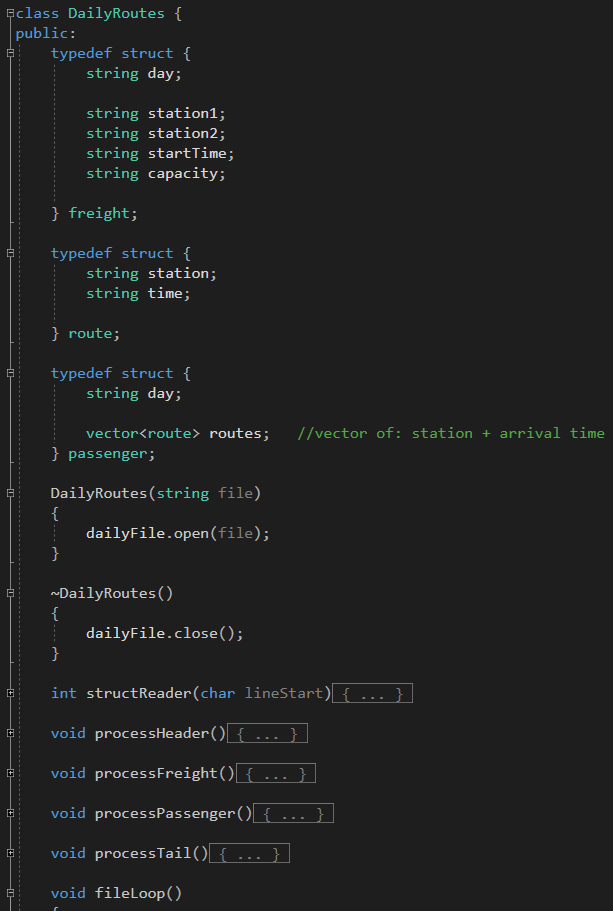 class DailyRoutes {
public:
    typedef struct {
        string day;

        string station1;
        string station2;
        string startTime;
        string capacity;

    } freight;

    typedef struct {
        string station;
        string time;

    } route;

    typedef struct {
        string day;

        vector<route> routes;   //vector of: station + arrival time
    } passenger;

    DailyRoutes(string file)
    {
        dailyFile.open(file);
    }

    ~DailyRoutes()
    {
        dailyFile.close();
    }

    int structReader(char lineStart){ ... }

    void processHeader(){ ... }

    void processFreight(){ ... }

    void processPassenger(){ ... }

    void processTail(){ ... }

    void fileLoop()
    {